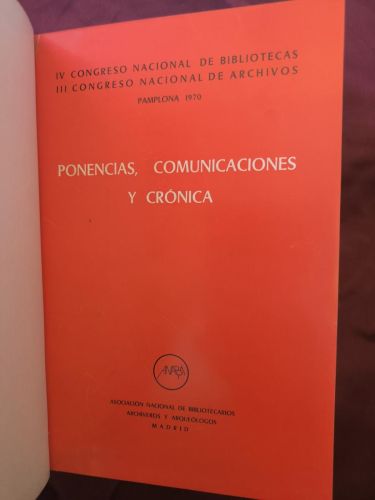 IV CONGRESO NACIONAL DE BIBLIOTECAS
III CONGRESO NACIONAL DE ARCHIVOS
PAMPLONA 1970
PONENCIAS, COMUNICACIONES
Y CRÓNICA
ANABA
ASOCIACIÓN NACIONAL DE BIBLIOTECARIOS
ARCHIVEROS Y ARQUEÓLOGOS
MADRID